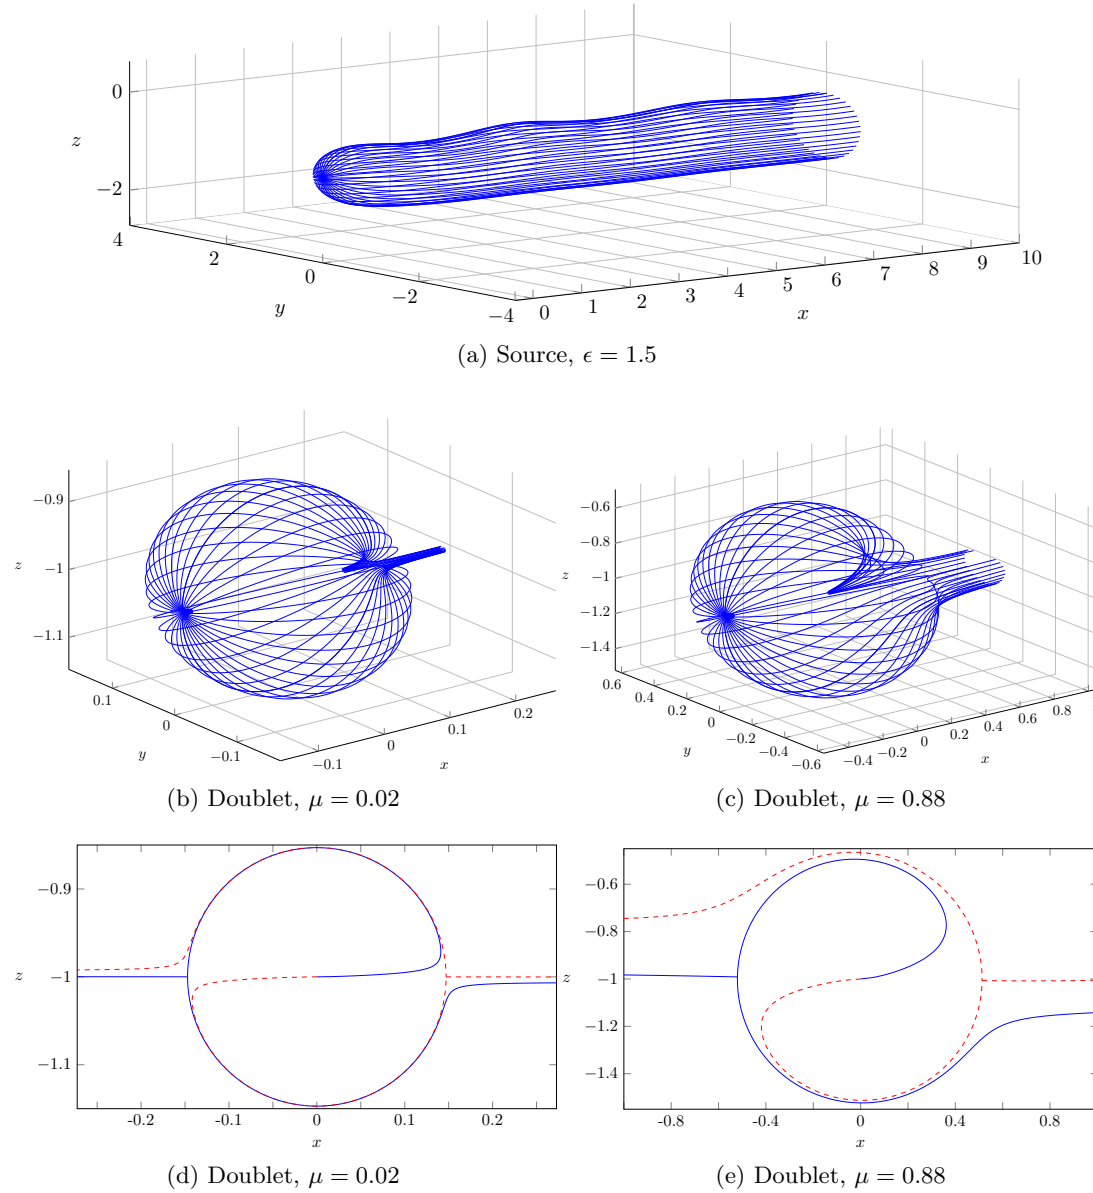 0
z
−2
4
2
0
y
−2
−4
0 1 2 3 4 5 6 7 8 9 10
x
(a) Source, ϵ = 1.5
−0.9
z −1
−1.1
0.1
0
y
−0.1
−0.1
0
0.1
0.2
x
(b) Doublet, μ = 0.02
−0.6
−0.8
z −1
−1.2
−1.4
0.6
0.4
0.2
0
y
−0.2
−0.4
−0.6
−0.4
−0.2
0
0.2
0.4
0.6
0.8
x
(c) Doublet, μ = 0.88
−0.9
z −1
−1.1
-0.2 -0.1 0 0.1 0.2
x
(d) Doublet, μ = 0.02
−0.6
−0.8
z −1
−1.2
−1.4
-0.8 -0.4 0 0.4 0.8
x
(e) Doublet, μ = 0.88